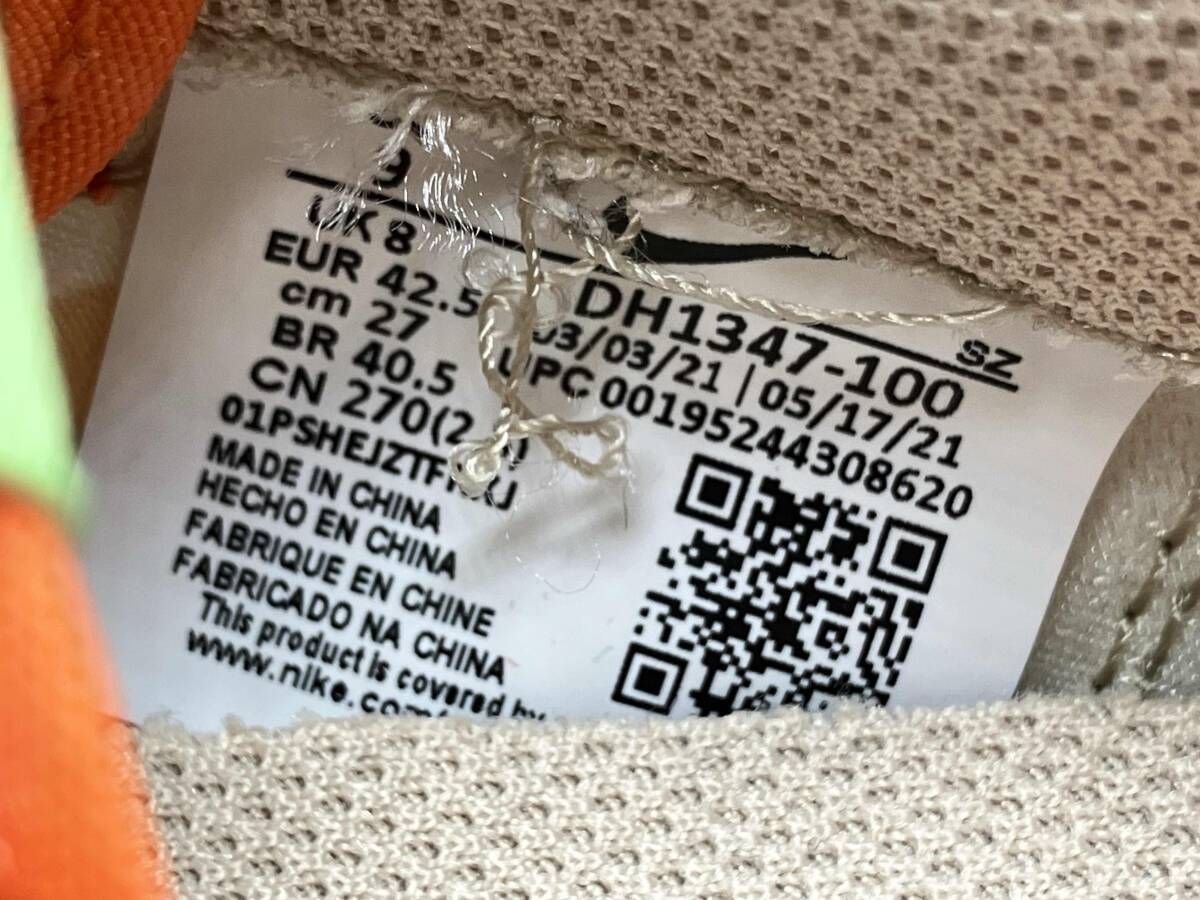 9
UK 8
EUR 42.5
cm 27
BR 40.5
CN 270(2
01PSHEJZTF
MADE IN CHINA
HECHO EN CHINA
FABRIQUE EN CHINE
FABRICADO NA CHINA
This product is covered by
www.nike.com/
SZ
DH1347-100
03/03/21 | 05/17/21
UPC 00195244308620